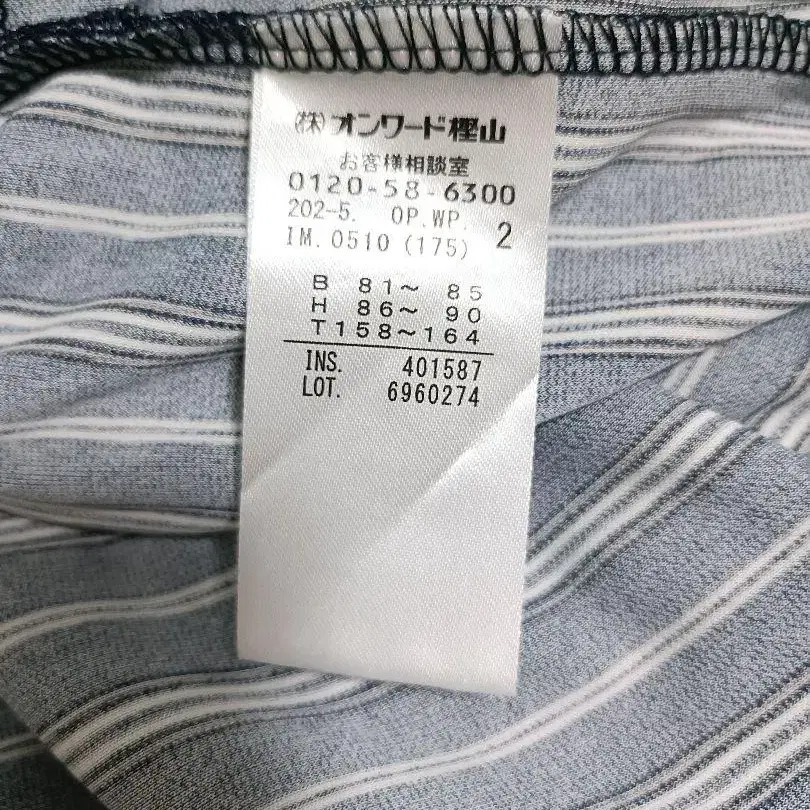 ㈱オンワード樫山
お客様相談室
0120-58-6300
202-5. OP.WP. 2
IM.0510 (175)
B 81～ 85
H 86～ 90
T158～164
INS. 401587
LOT. 6960274